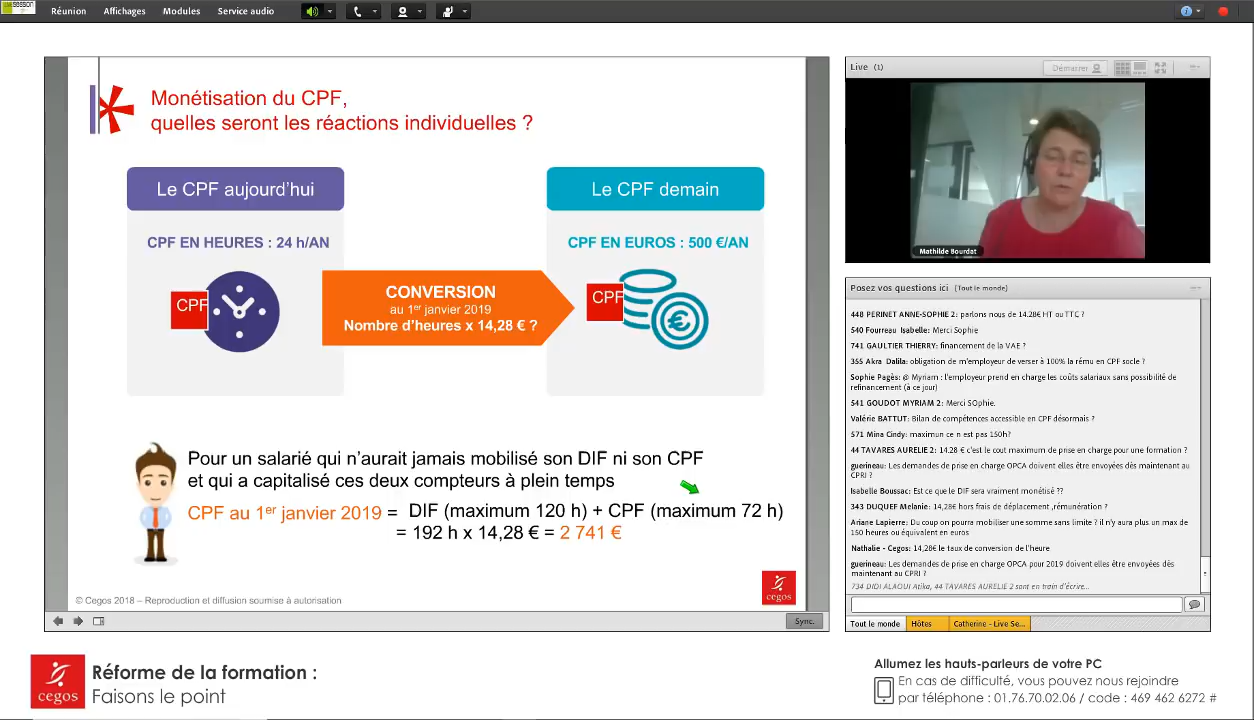 session
Réunion
Affichages
Modules
Service audio
Monétisation du CPF,
quelles seront les réactions individuelles ?
Le CPF aujourd'hui
CPF EN HEURES : 24 h/AN
CPF
CONVERSION
au 1er janvier 2019
Nombre d'heures x 14,28 € ?
Le CPF demain
CPF EN EUROS : 500 €/AN
CPF
€
Pour un salarié qui n'aurait jamais mobilisé son DIF ni son CPF
et qui a capitalisé ces deux compteurs à plein temps
CPF au 1er janvier 2019 = DIF (maximum 120 h) + CPF (maximum 72 h)
= 192 h x 14,28 € = 2 741 €
cegos
© Cegos 2018 – Reproduction et diffusion soumise à autorisation
Sync.
Live (1)
Démarrer
Mathilde Bourdat
Posez vos questions ici (Tout le monde)
448 PERINET ANNE-SOPHIE 2: parlons nous de 14.28€ HT ou TTC ?
540 Fourreau Isabelle: Merci Sophie
741 GAULTIER THIERRY: financement de la VAE ?
355 Akra Dalila: obligation de m'employeur de verser à 100% la rému en CPF socle ?
Sophie Pagès: @ Myriam : l'employeur prend en charge les coûts salariaux sans possibilité de
refinancement (à ce jour)
541 GOUDOT MYRIAM 2: Merci SOphie.
Valérie BATTUT: Bilan de compétences accessible en CPF désormais ?
571 Mina Cindy: maximun ce n est pas 150h?
44 TAVARES AURELIE 2: 14.28 € c'est le cout maximum de prise en charge pour une formation ?
guerineau: Les demandes de prise en charge OPCA doivent elles être envoyées dès maintenant au
CPRI ?
Isabelle Boussac: Est ce que le DIF sera vraiment monétisé ??
343 DUQUEF Melanie: 14,28€ hors frais de déplacement ,rémunération ?
Ariane Lapierre: Du coup on pourra mobiliser une somme sans limite ? il n'y aura plus un max de
150 heures ou équivalent en euros
Nathalie - Cegos: 14,28€ le taux de conversion de l'heure
guerineau: Les demandes de prise en charge OPCA pour 2019 doivent elles être envoyées dès
maintenant au CPRI ?
734 DIDI ALAOUI Atika, 44 TAVARES AURELIE 2 sont en train d'écrire...
Tout le monde
Hôtes
Catherine - Live Se...
cegos
Réforme de la formation :
Faisons le point
Allumez les hauts-parleurs de votre PC
En cas de difficulté, vous pouvez nous rejoindre
par téléphone : 01.76.70.02.06 / code : 469 462 6272 #